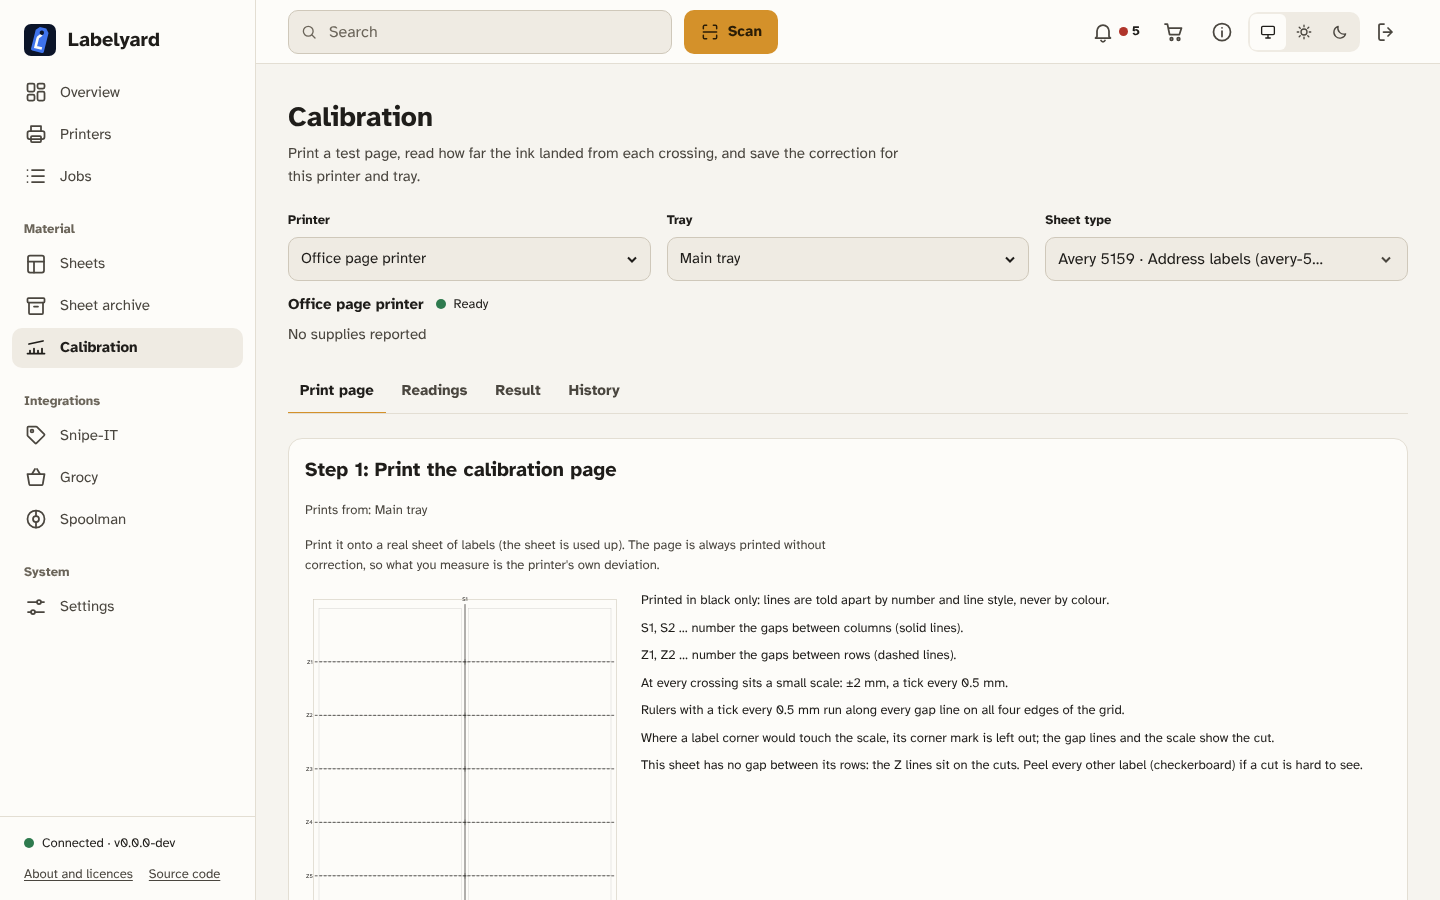 Labelyard
Search
Scan
5
Overview
Printers
Jobs
Material
Sheets
Sheet archive
Calibration
Integrations
Snipe-IT
Grocy
Spoolman
System
Settings
Connected · v0.0.0-dev
About and licences
Source code
Calibration
Print a test page, read how far the ink landed from each crossing, and save the correction for
this printer and tray.
Printer
Tray
Sheet type
Office page printer
Main tray
Avery 5159 · Address labels (avery-5...
Office page printer
Ready
No supplies reported
Print page
Readings
Result
History
Step 1: Print the calibration page
Prints from: Main tray
Print it onto a real sheet of labels (the sheet is used up). The page is always printed without
correction, so what you measure is the printer's own deviation.
S1
Z1
Z2
Z3
Z4
Z5
Printed in black only: lines are told apart by number and line style, never by colour.
S1, S2 … number the gaps between columns (solid lines).
Z1, Z2 … number the gaps between rows (dashed lines).
At every crossing sits a small scale: ±2 mm, a tick every 0.5 mm.
Rulers with a tick every 0.5 mm run along every gap line on all four edges of the grid.
Where a label corner would touch the scale, its corner mark is left out; the gap lines and the scale show the cut.
This sheet has no gap between its rows: the Z lines sit on the cuts. Peel every other label (checkerboard) if a cut is hard to see.